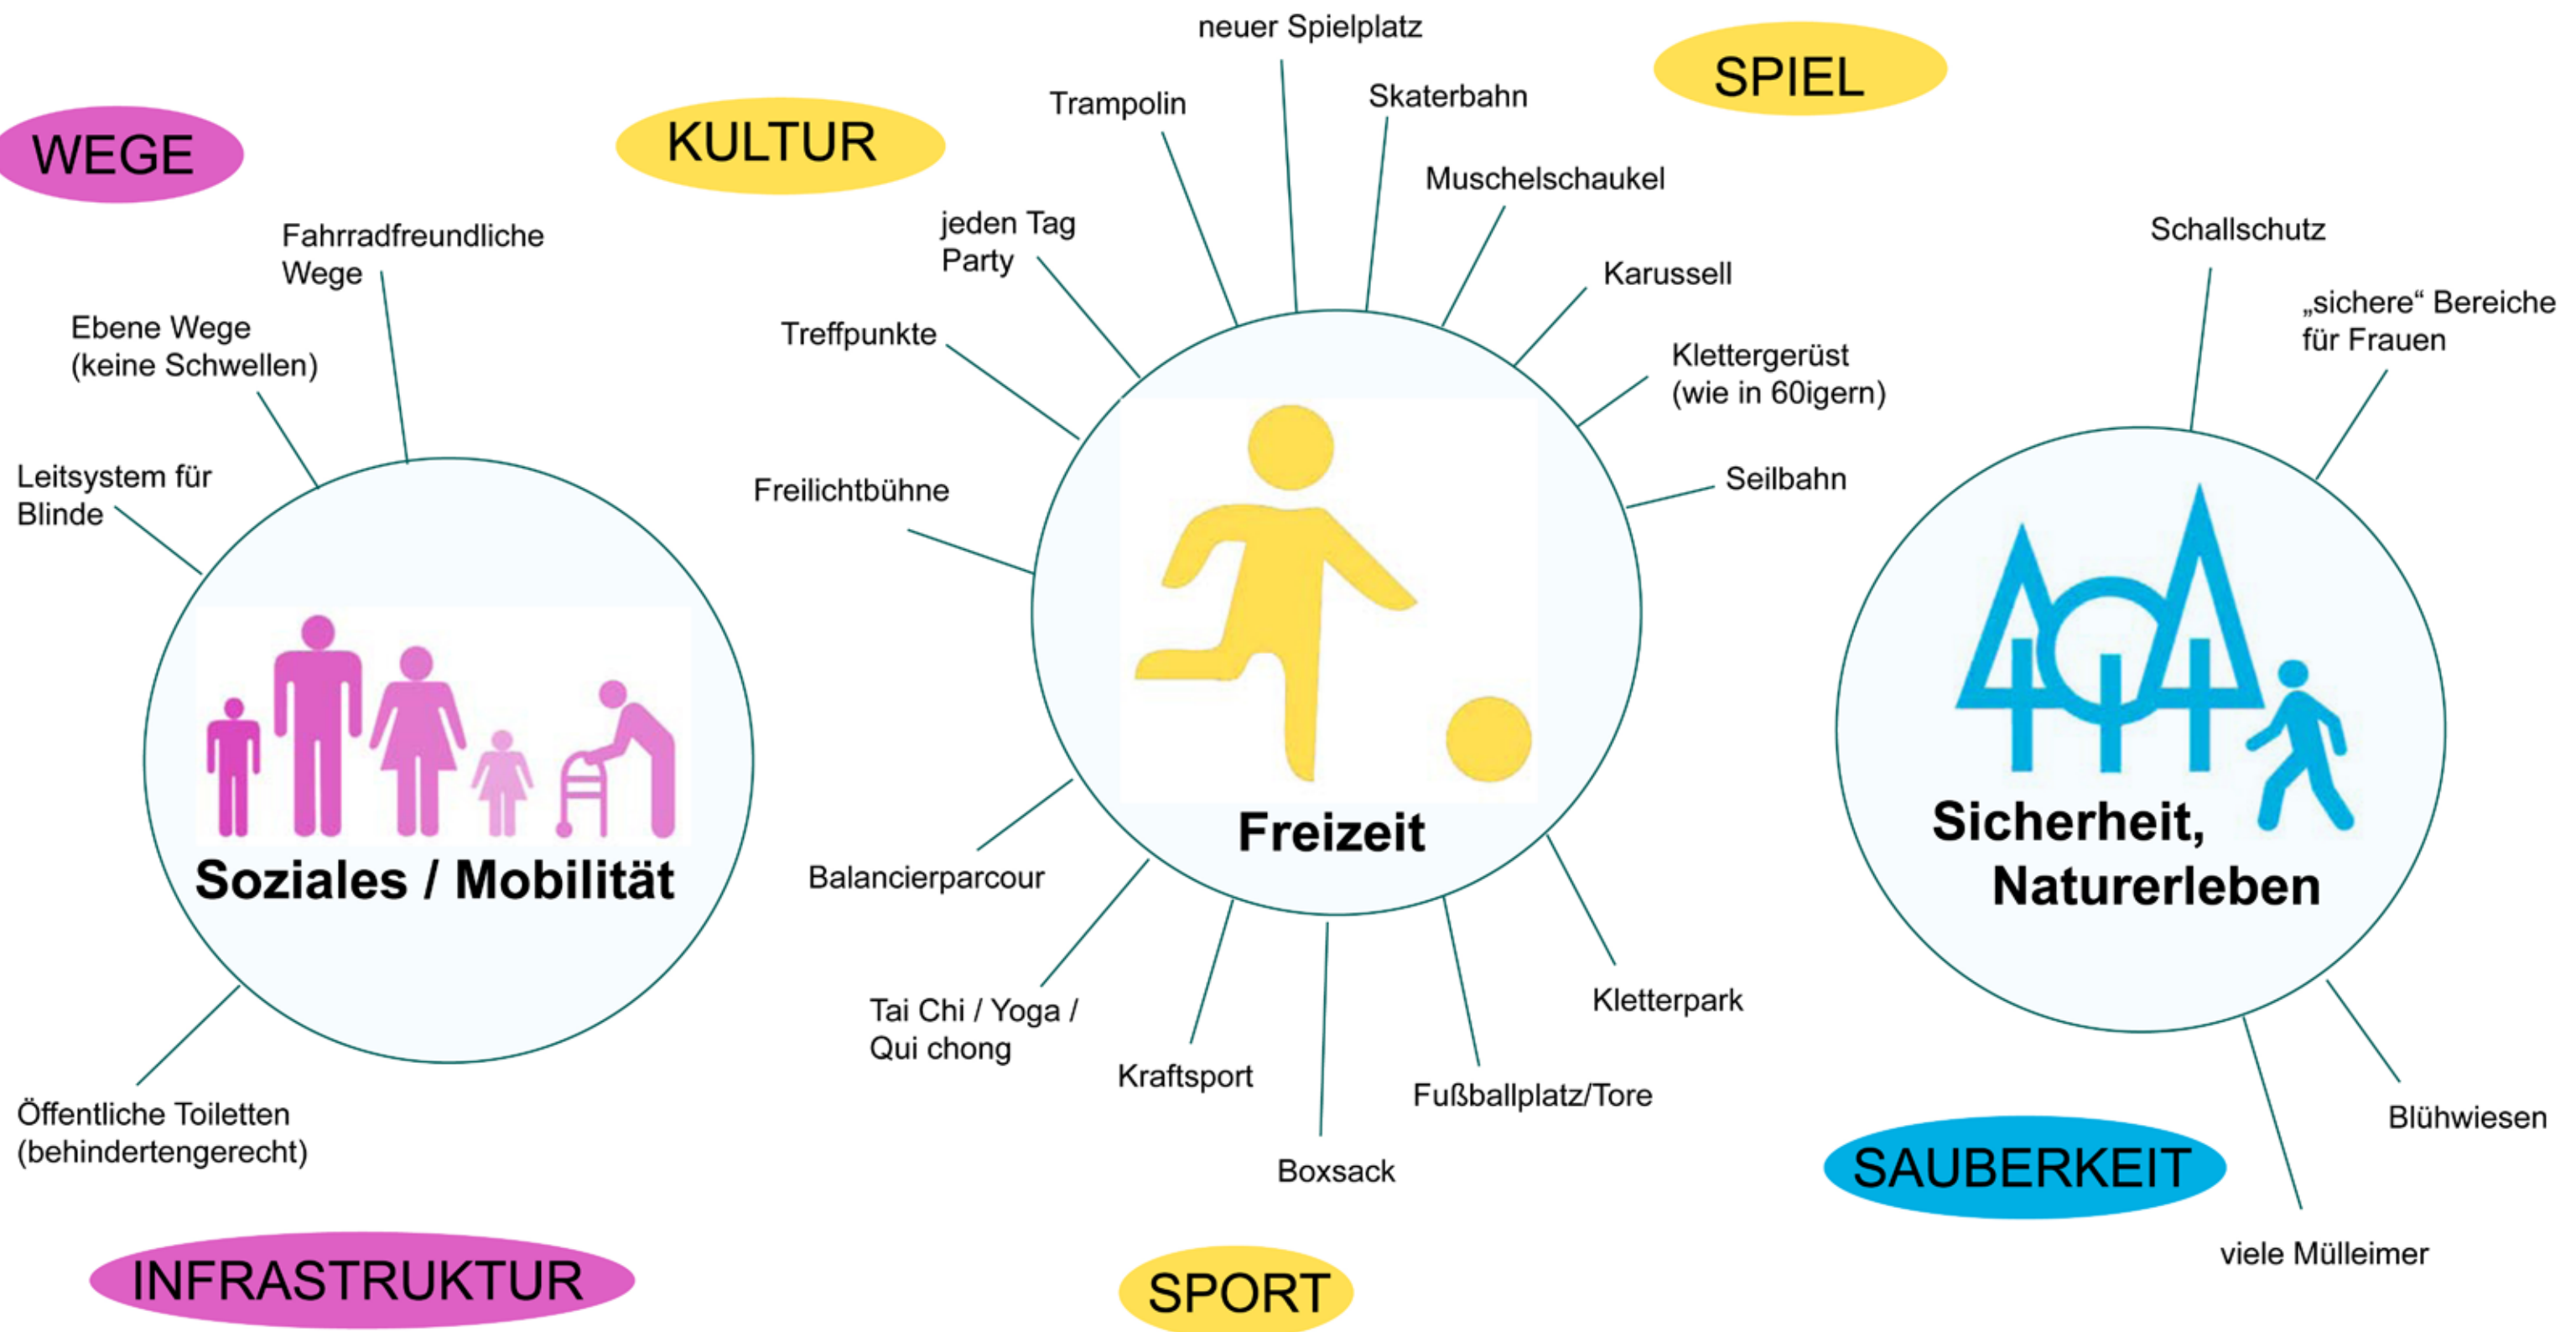 WEGE
Fahrradfreundliche
Wege
Ebene Wege
(keine Schwellen)
Leitsystem für
Blinde
Soziales / Mobilität
Öffentliche Toiletten
(behindertengerecht)
INFRASTRUKTUR
KULTUR
neuer Spielplatz
SPIEL
Trampolin
Skaterbahn
Muschelschaukel
jeden Tag
Party
Karussell
Treffpunkte
Klettergerüst
(wie in 60igern)
Freilichtbühne
Seilbahn
Freizeit
Balancierparcour
Tai Chi / Yoga /
Qui chong
Kraftsport
Boxsack
Fußballplatz/Tore
Kletterpark
SPORT
Schallschutz
„sichere“ Bereiche
für Frauen
Sicherheit,
Naturerleben
SAUBERKEIT
Blühwiesen
viele Mülleimer